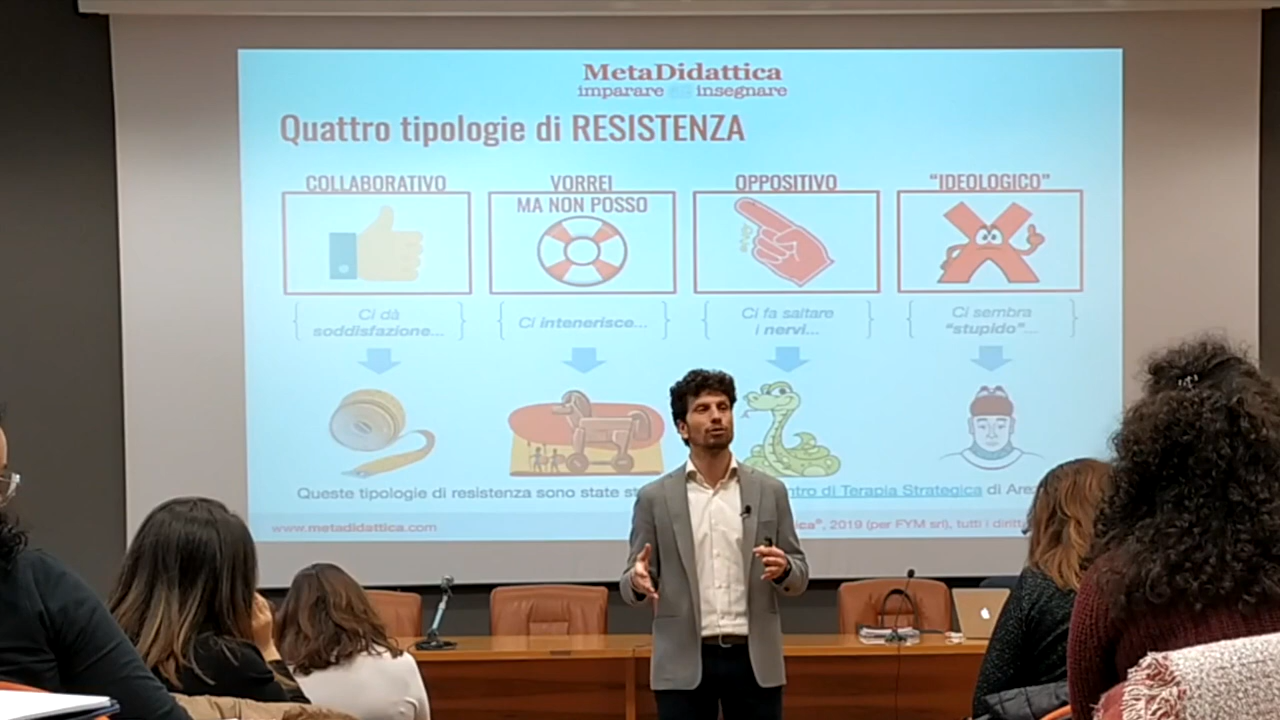 MetaDidattica
imparare ad insegnare
Quattro tipologie di RESISTENZA
COLLABORATIVO
VORREI
MA NON POSSO
OPPOSITIVO
“IDEOLOGICO”
Ci dà
soddisfazione...
Ci intenerisce...
Ci fa saltare
i nervi...
Ci sembra
“stupido”...
Queste tipologie di resistenza sono state
ntro di Terapia Strategica di
www.metadidattica.com
ica®, 2019 (per FYM srl), tutti i